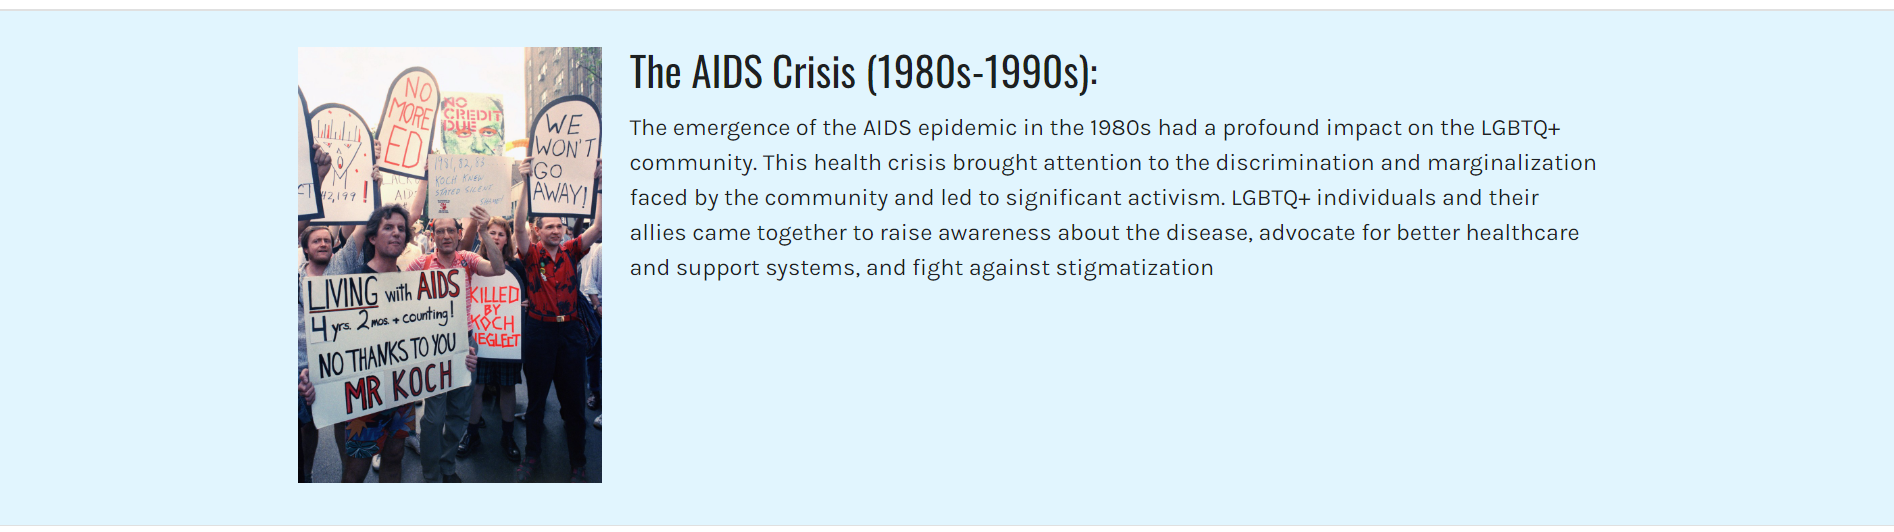 The AIDS Crisis (1980s-1990s):
The emergence of the AIDS epidemic in the 1980s had a profound impact on the LGBTQ+
community. This health crisis brought attention to the discrimination and marginalization
faced by the community and led to significant activism. LGBTQ+ individuals and their
allies came together to raise awareness about the disease, advocate for better healthcare
and support systems, and fight against stigmatization
NO
MORE
ED
NO
CREDIT
DUE
1981, 82, 83
KOCH KNEW
STAYED SILENT
WE
WON'T
GO
AWAY!
42,199!
AID
LIVING with AIDS
4 yrs. 2 mos. + counting!
NO THANKS TO YOU
MR KOCH
KILLED
BY
KOCH
NEGLECT